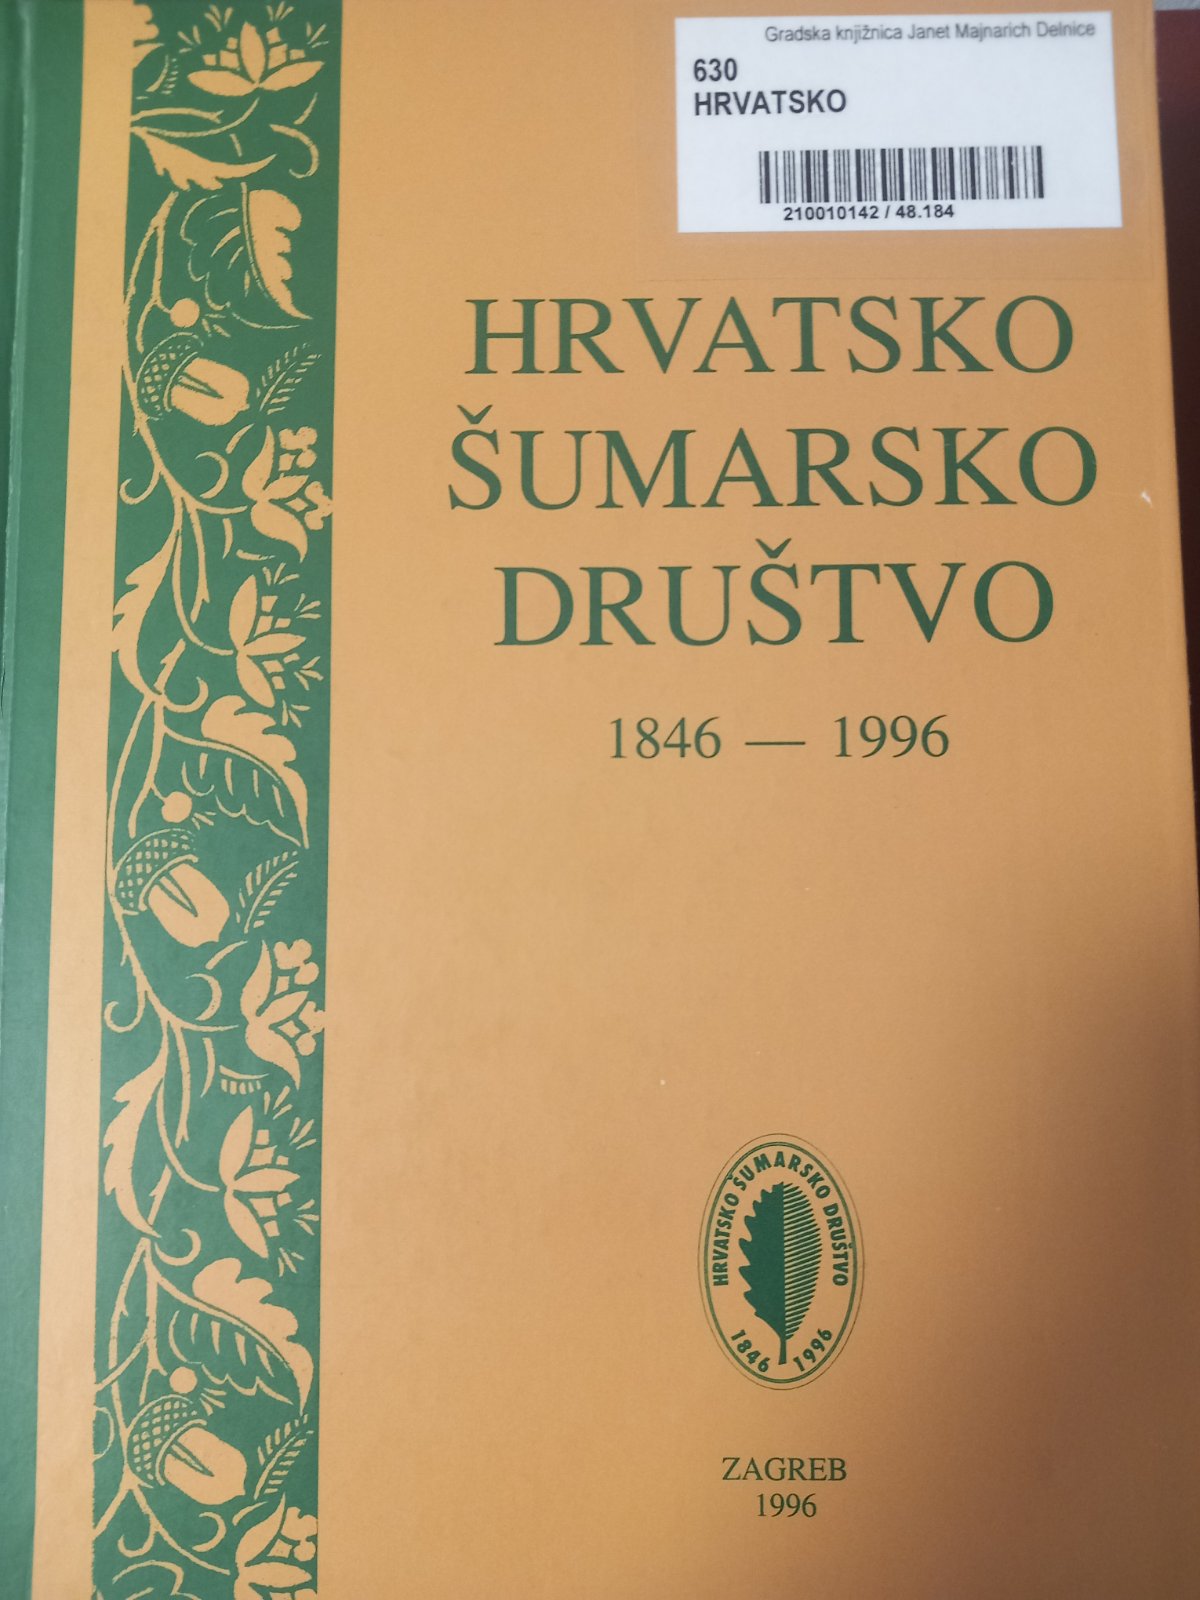 Gradska knjižnica Janet Majnarich Delnice
630
HRVATSKO
210010142 / 48.184
HRVATSKO
ŠUMARSKO
DRUŠTVO
1846 — 1996
HRVATSKO ŠUMARSKO DRUŠTVO
1846 1996
ZAGREB
1996